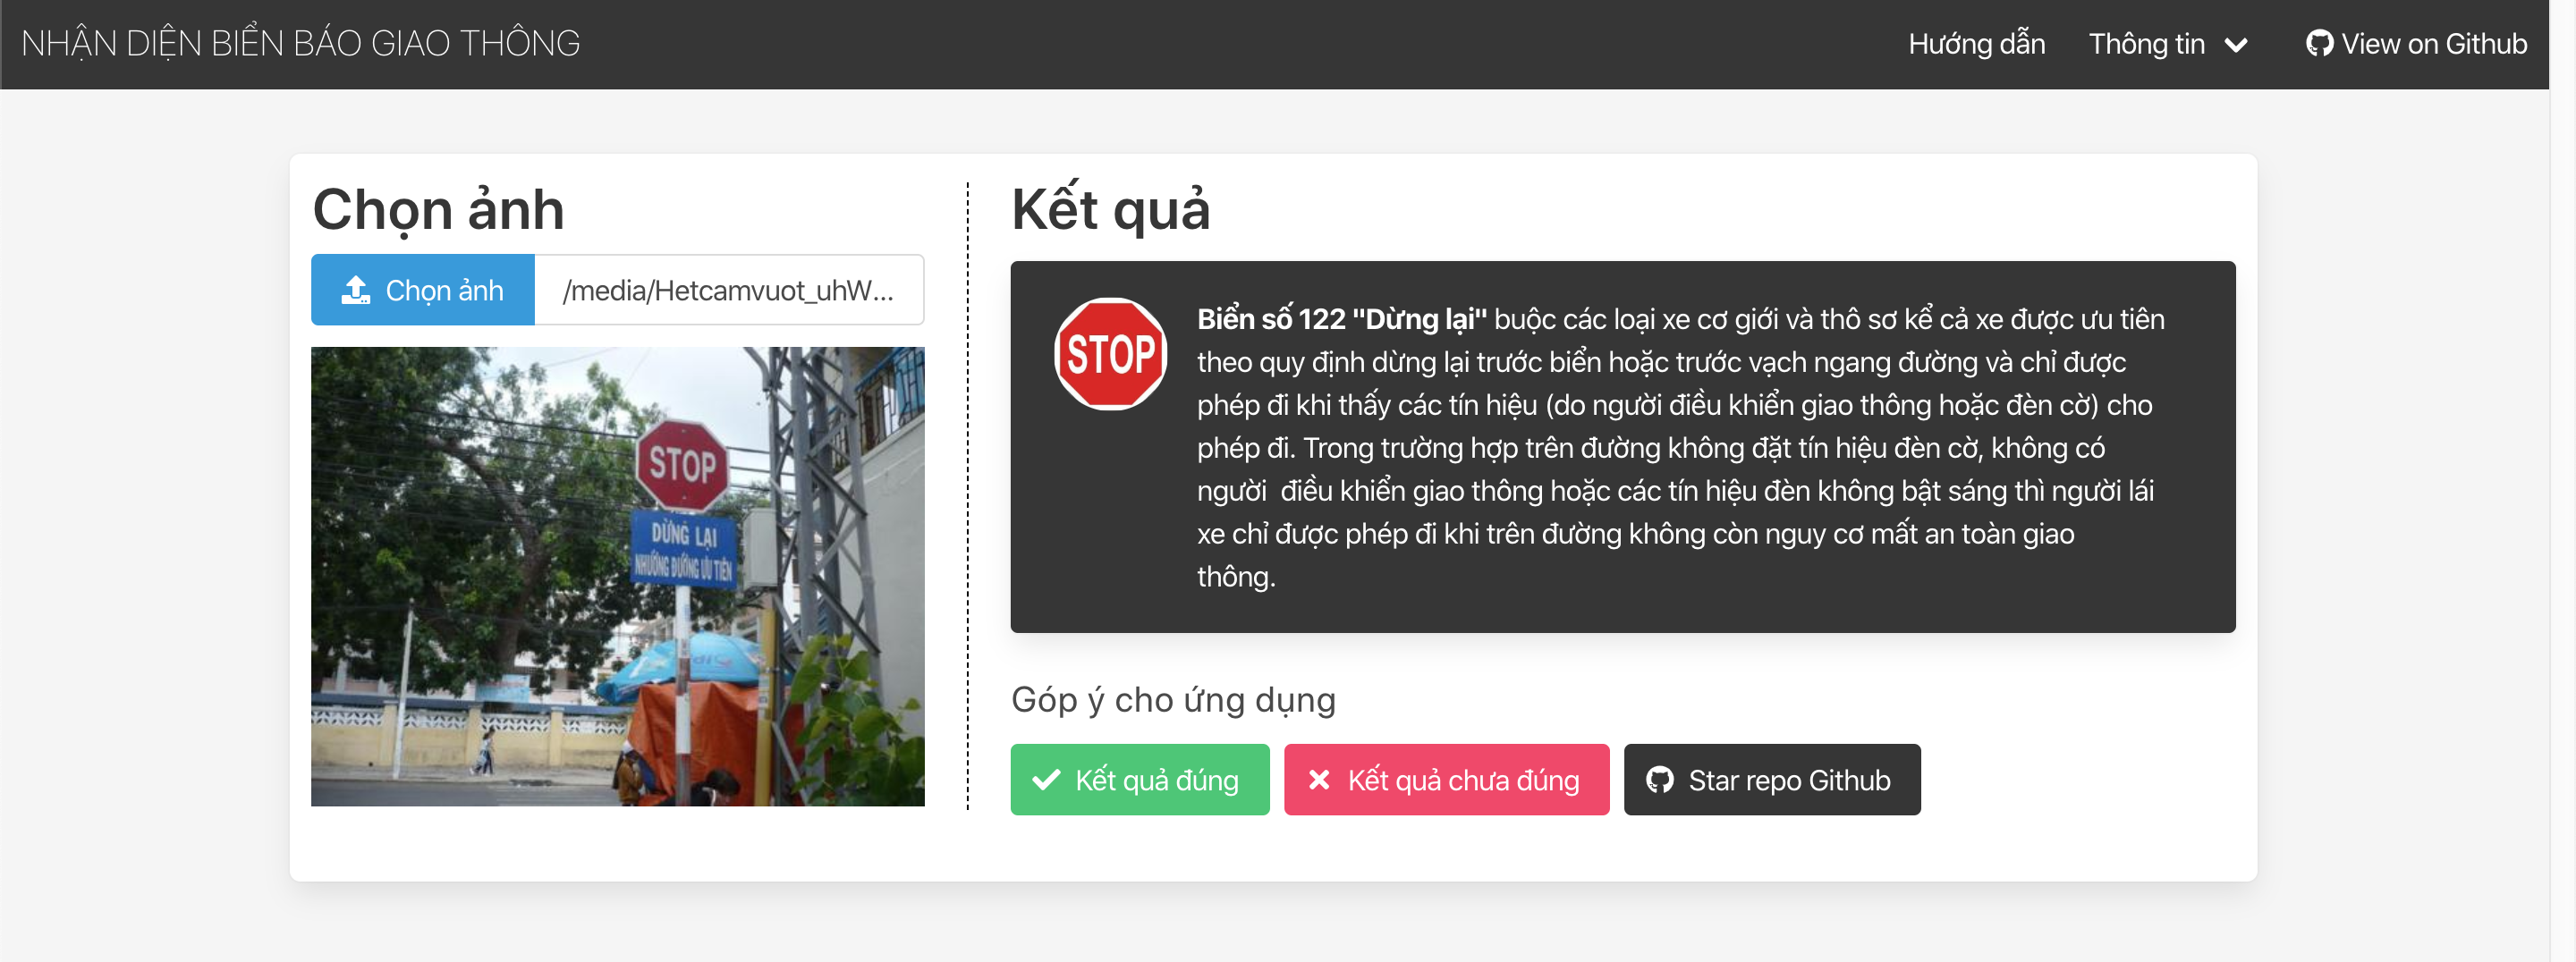 NHẬN DIỆN BIỂN BÁO GIAO THÔNG
Hướng dẫn
Thông tin
View on Github
Chọn ảnh
Chọn ảnh
/media/Hetcamvuot_uhW...
STOP
DỪNG LẠI
NHƯỜNG ĐƯỜNG ƯU TIÊN
Kết quả
STOP
Biển số 122 "Dừng lại" buộc các loại xe cơ giới và thô sơ kể cả xe được ưu tiên
theo quy định dừng lại trước biển hoặc trước vạch ngang đường và chỉ được
phép đi khi thấy các tín hiệu (do người điều khiển giao thông hoặc đèn cờ) cho
phép đi. Trong trường hợp trên đường không đặt tín hiệu đèn cờ, không có
người  điều khiển giao thông hoặc các tín hiệu đèn không bật sáng thì người lái
xe chỉ được phép đi khi trên đường không còn nguy cơ mất an toàn giao
thông.
Góp ý cho ứng dụng
Kết quả đúng
Kết quả chưa đúng
Star repo Github